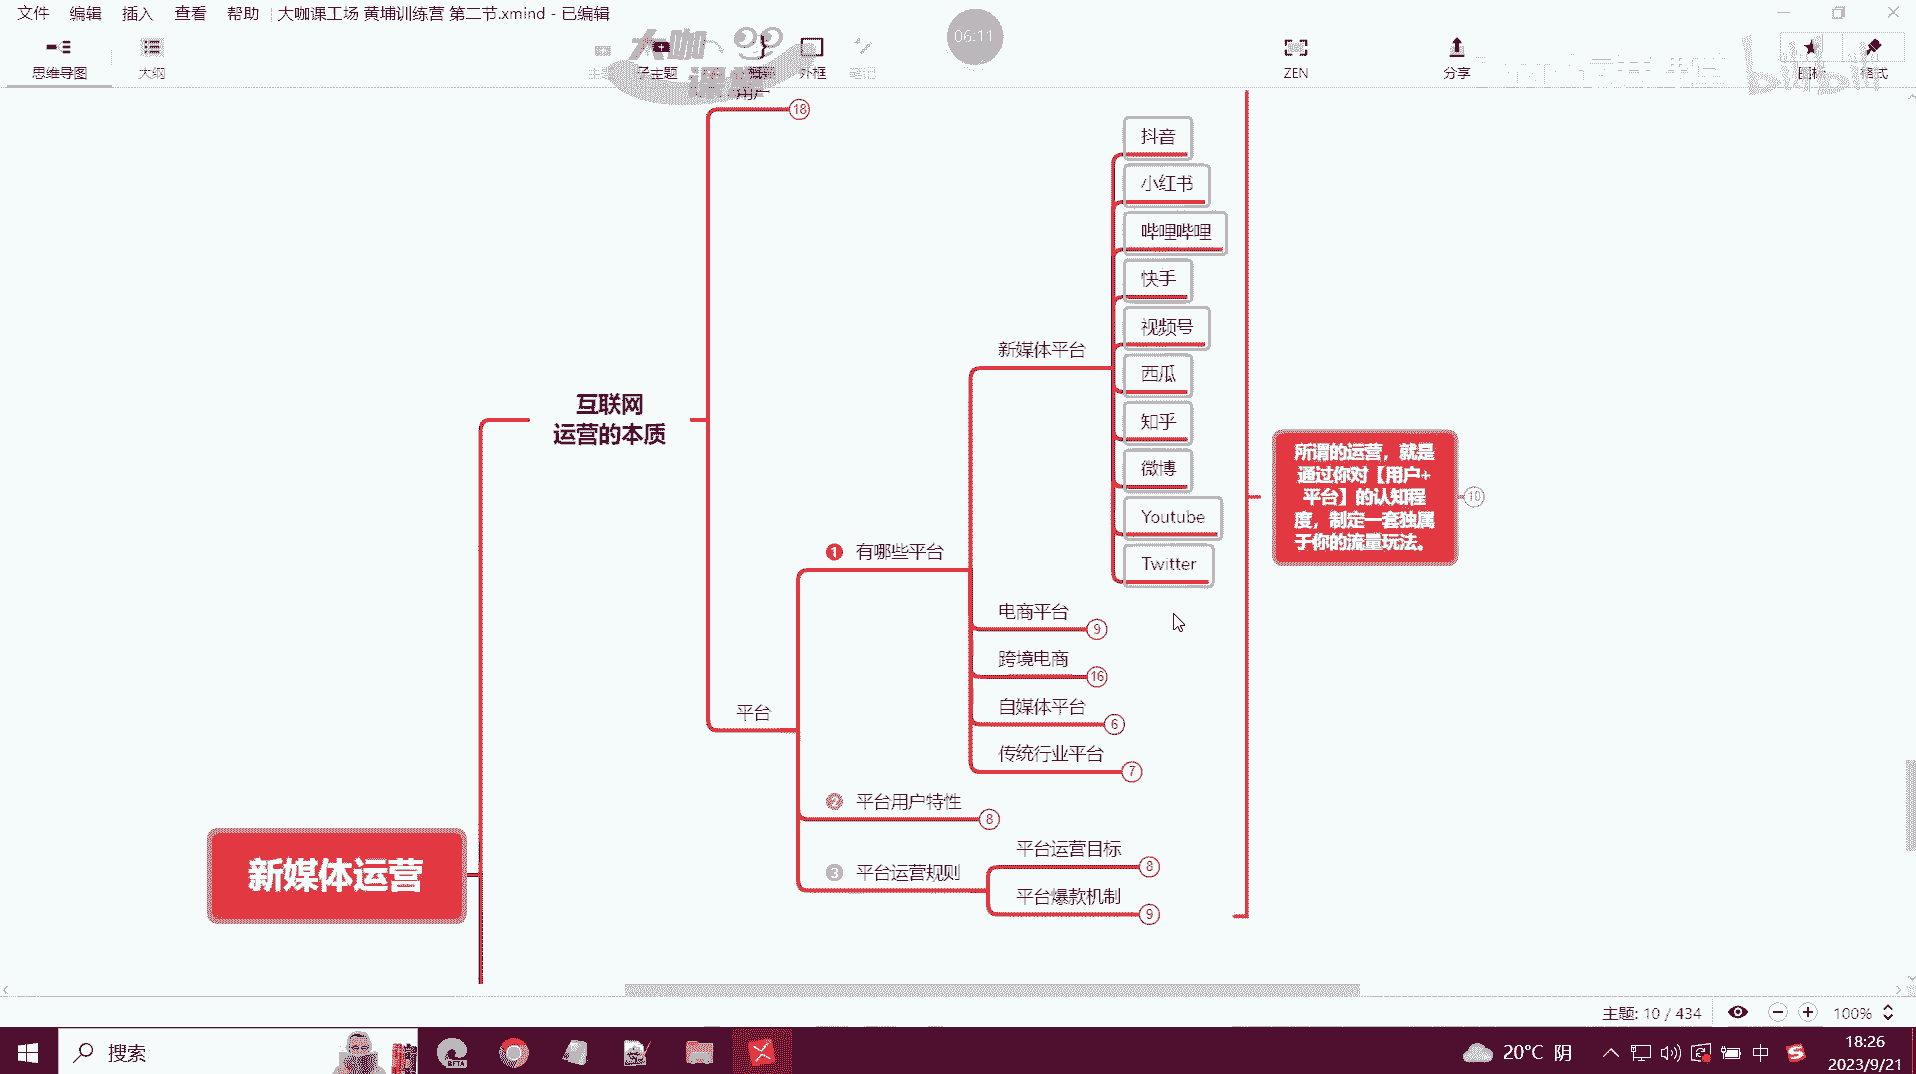 文件 编辑 插入 查看 帮助 大咖课工场 黄埔训练营 第二节.xmind - 已编辑
06:11
思维导图 大纲 子主题 概要 外框 笔记 ZEN 分享 图标 格式
大咖
课
bilibili
用户
18
抖音
小红书
哔哩哔哩
快手
视频号
西瓜
知乎
微博
Youtube
Twitter
新媒体平台
互联网
运营的本质
所谓的运营，就是
通过你对【用户+
平台】的认知程
度，制定一套独属
于你的流量玩法。
10
1 有哪些平台
电商平台 9
跨境电商 16
自媒体平台 6
传统行业平台 7
平台
2 平台用户特性 8
3 平台运营规则
平台运营目标 8
平台爆款机制 9
新媒体运营
主题: 10 / 434 100%
搜索
BETA
20°C 阴
中
18:26
2023/9/21